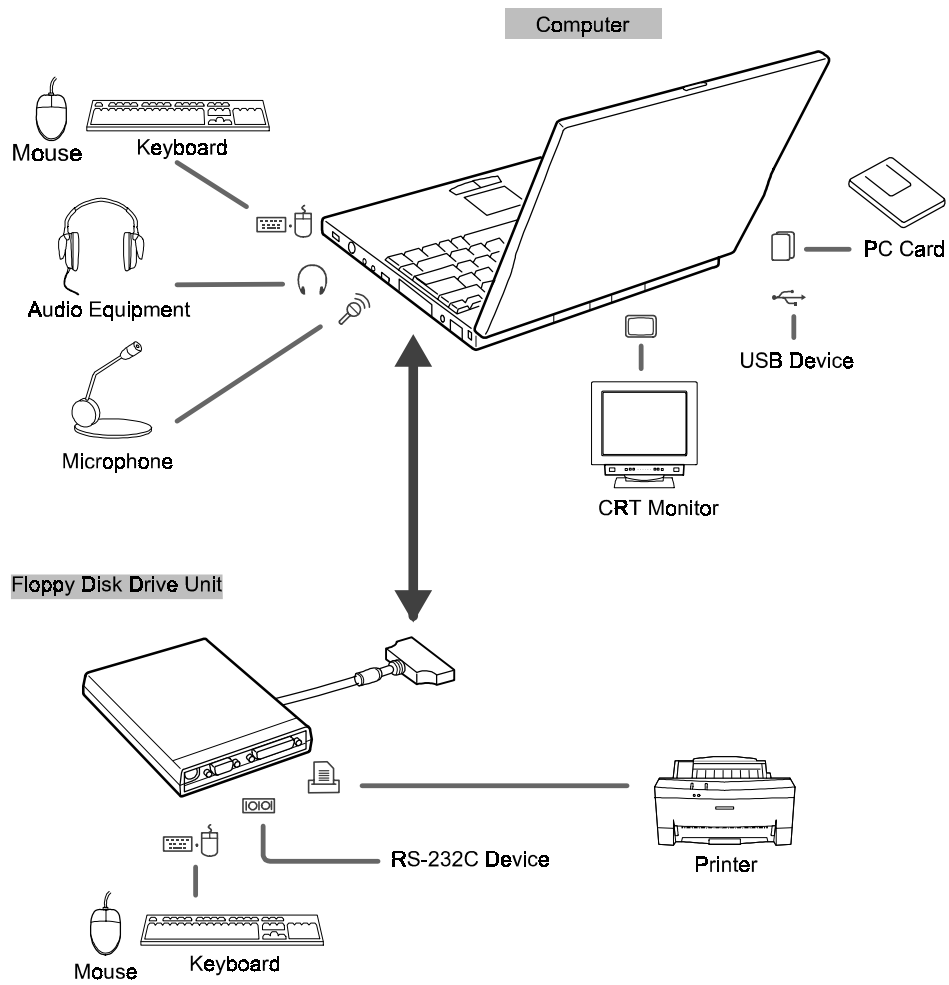 Computer
Mouse
Keyboard
Audio Equipment
Microphone
PC Card
USB Device
CRT Monitor
Floppy Disk Drive Unit
RS-232C Device
Printer
Mouse
Keyboard